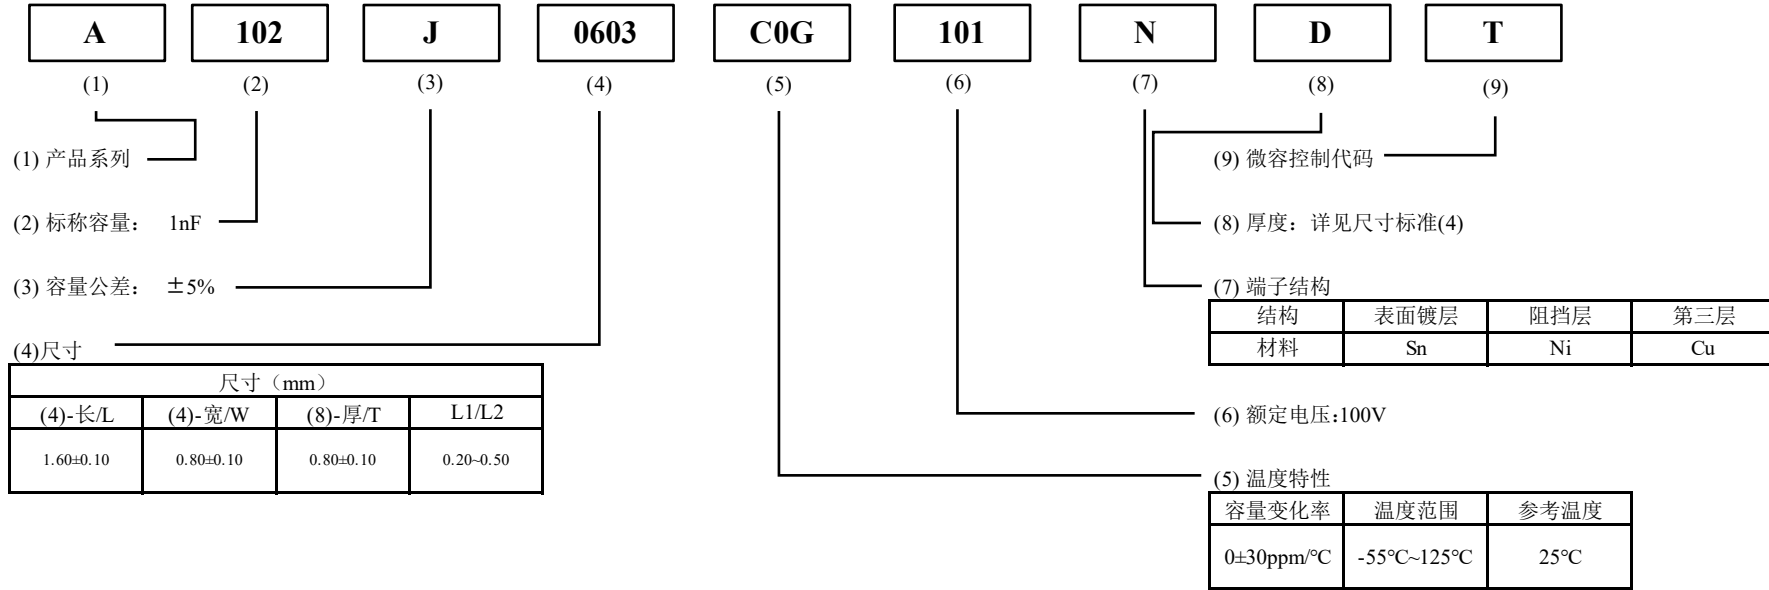 A 102 J 0603 C0G 101 N D T
(1) (2) (3) (4) (5) (6) (7) (8) (9)
(1) 产品系列
(9) 微容控制代码
(2) 标称容量： 1nF
(8) 厚度：详见尺寸标准(4)
(3) 容量公差： ±5%
(7) 端子结构
结构 表面镀层 阻挡层 第三层
材料 Sn Ni Cu
(4)尺寸
尺寸（mm）
(4)-长/L (4)-宽/W (8)-厚/T L1/L2
1.60±0.10 0.80±0.10 0.80±0.10 0.20~0.50
(6) 额定电压:100V
(5) 温度特性
容量变化率 温度范围 参考温度
0±30ppm/℃ -55℃~125℃ 25℃